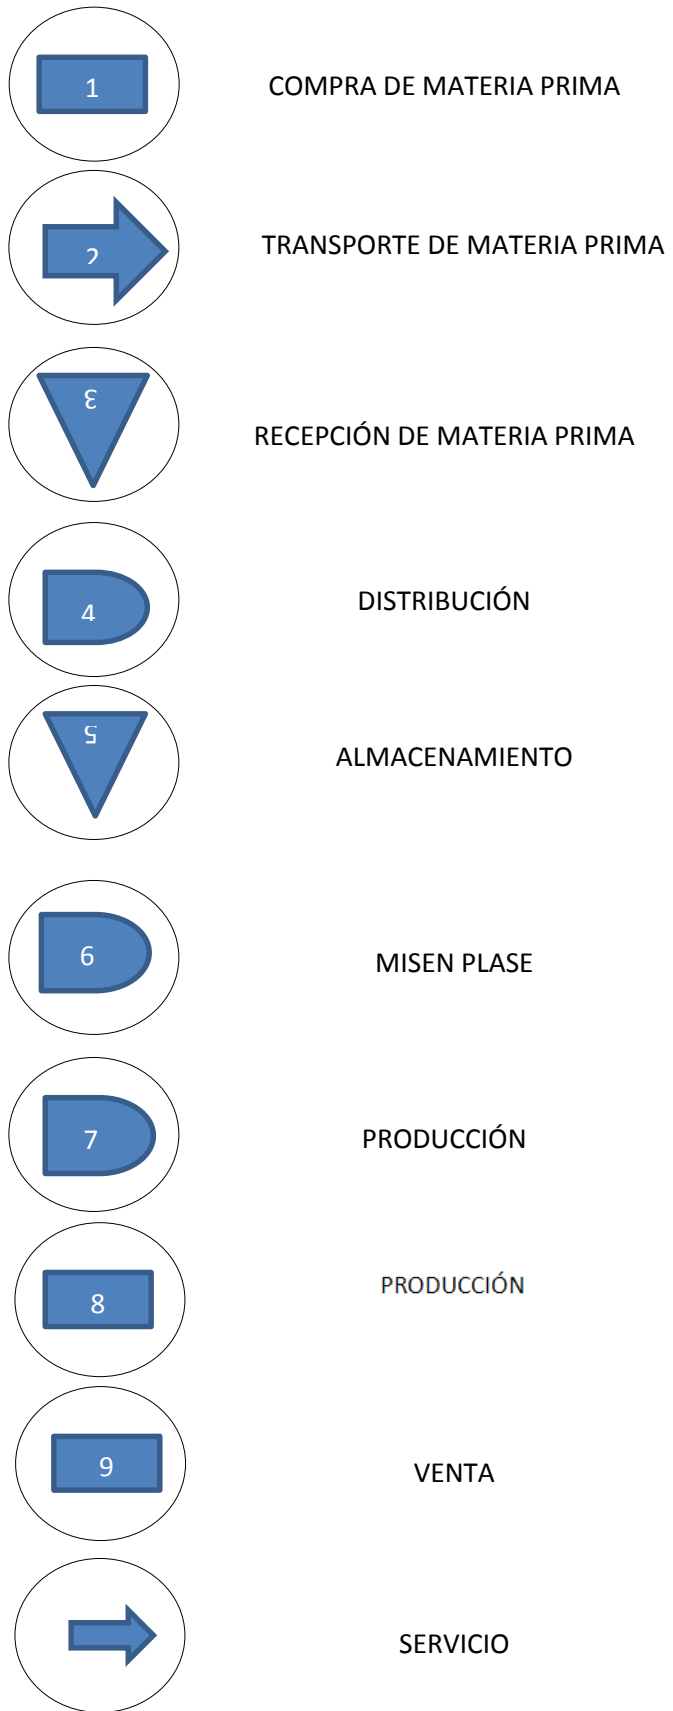 1 COMPRA DE MATERIA PRIMA
2 TRANSPORTE DE MATERIA PRIMA
3 RECEPCIÓN DE MATERIA PRIMA
4 DISTRIBUCIÓN
5 ALMACENAMIENTO
6 MISEN PLASE
7 PRODUCCIÓN
8 PRODUCCIÓN
9 VENTA
SERVICIO